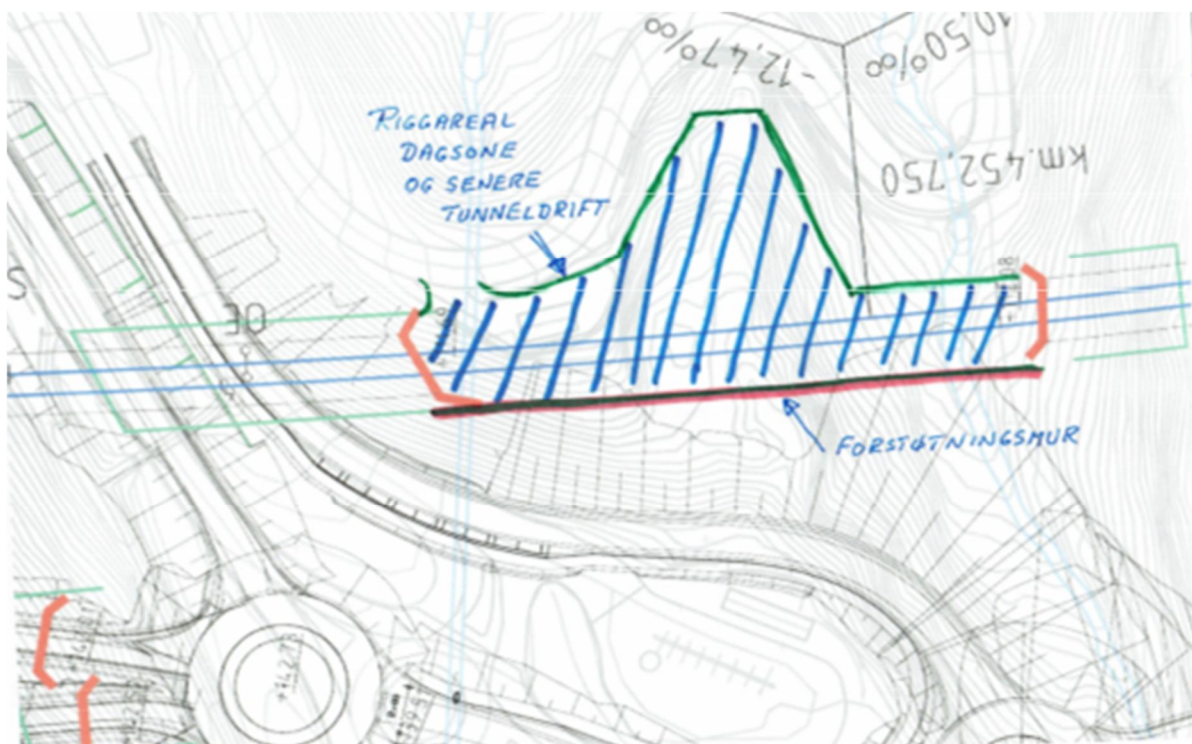 -12,47‰
10,50‰
RIGGAREAL
DAGSONE
OG SENERE
TUNNELDRIFT
km.452,750
FORSTØTNINGSMUR